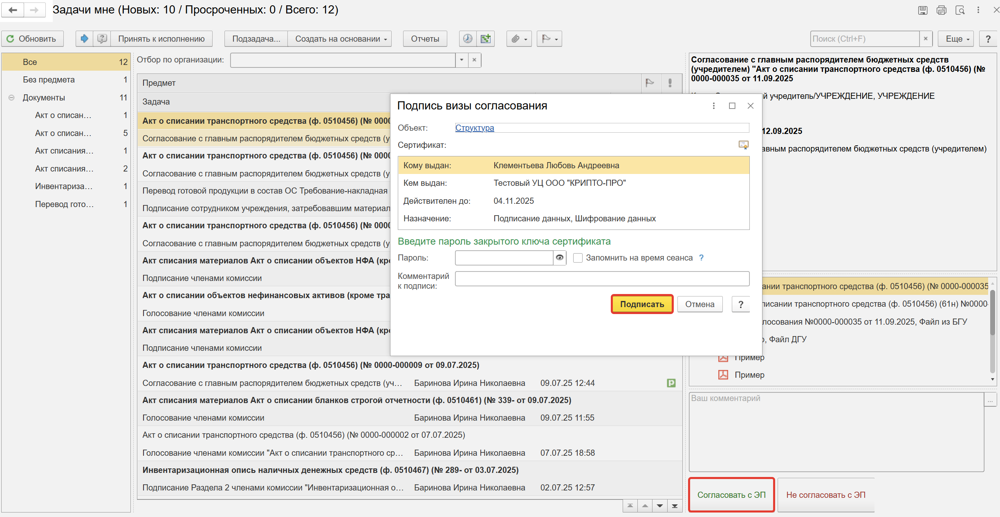 Задачи мне (Новых: 10 / Просроченных: 0 / Всего: 12)
Обновить
Принять к исполнению
Подзадача...
Создать на основании
Отчеты
Поиск (Ctrl+F)
×
Еще
?
Все 12
Без предмета 1
Документы 11
Акт о списан... 1
Акт о списан... 5
Акт списания... 1
Акт списания... 2
Инвентариза... 1
Перевод гото... 1
Отбор по организации:
×
Предмет
Задача
Акт о списании транспортного средства (ф. 0510456) (№ 000
Согласование с главным распорядителем бюджетных средств (у
Акт о списании транспортного средства (ф. 0510456) (№ 000
Согласование с главным распорядителем бюджетных средств (у
Перевод готовой продукции в состав ОС Требование-накладная
Подписание сотрудником учреждения, затребовавшим материал
Акт о списании транспортного средства (ф. 0510456) (№ 000
Согласование с главным распорядителем бюджетных средств (у
Акт списания материалов Акт о списании объектов НФА (кр
Подписание членами комиссии
Акт о списании объектов нефинансовых активов (кроме тра
Голосование членами комиссии
Акт списания материалов Акт о списании объектов НФА (кр
Подписание членами комиссии
Акт о списании транспортного средства (ф. 0510456) (№ 0000-000009 от 09.07.2025)
Согласование с главным распорядителем бюджетных средств (уч... Баринова Ирина Николаевна 09.07.25 12:44
Акт списания материалов Акт о списании бланков строгой отчетности (ф. 0510461) (№ 339- от 09.07.2025)
Голосование членами комиссии Баринова Ирина Николаевна 09.07.25 11:55
Акт о списании транспортного средства (ф. 0510456) (№ 0000-000002 от 07.07.2025)
Голосование членами комиссии "Акт о списании транспортного ср... Баринова Ирина Николаевна 07.07.25 18:58
Инвентаризационная опись наличных денежных средств (ф. 0510467) (№ 289- от 03.07.2025)
Подписание Раздела 2 членами комиссии "Инвентаризационная о... Баринова Ирина Николаевна 02.07.25 12:57
Подпись визы согласования
Объект: Структура
Сертификат:
Кому выдан: Клементьева Любовь Андреевна
Кем выдан: Тестовый УЦ ООО "КРИПТО-ПРО"
Действителен до: 04.11.2025
Назначение: Подписание данных, Шифрование данных
Введите пароль закрытого ключа сертификата
Пароль:
Запомнить на время сеанса ?
Комментарий
к подписи:
Подписать
Отмена
?
Согласование с главным распорядителем бюджетных средств
(учредителем) "Акт о списании транспортного средства (ф. 0510456) (№
0000-000035 от 11.09.2025
й учредитель/УЧРЕЖДЕНИЕ, УЧРЕЖДЕНИЕ
12.09.2025
авным распорядителем бюджетных средств (учредителем)
ании транспортного средства (ф. 0510456) (№ 0000-000035
писании транспортного средства (ф. 0510456) (61н) №0000-
лосования №0000-000035 от 11.09.2025, Файл из БГУ
р, Файл ДГУ
Пример
Пример
Ваш комментарий
...
Согласовать с ЭП
Не согласовать с ЭП